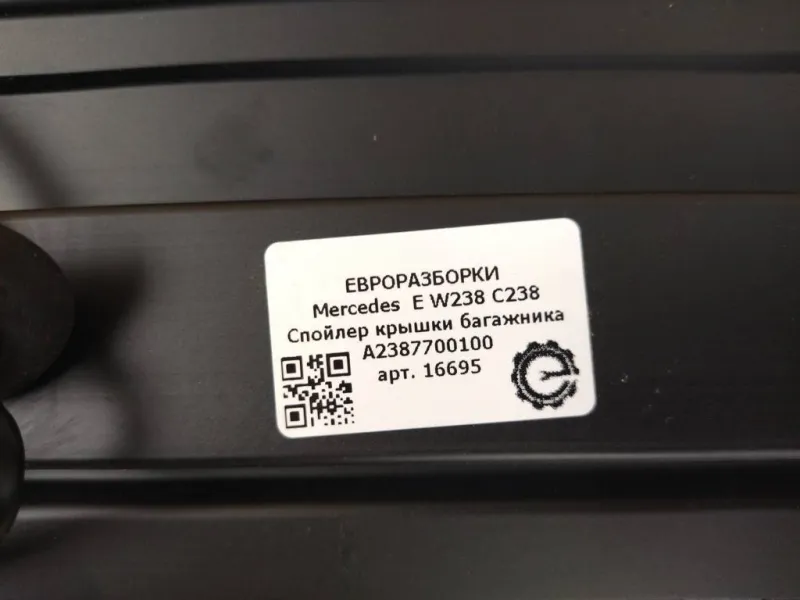 ЕВРОРАЗБОРКИ
Mercedes E W238 C238
Спойлер крышки багажника
A2387700100
арт. 16695